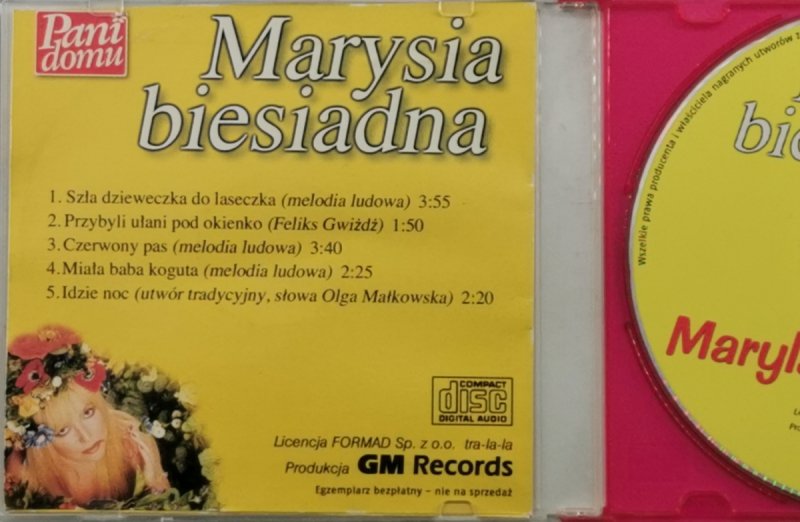 Pani
domu
Marysia
biesiadna
1. Szła dzieweczka do laseczka (melodia ludowa) 3:55
2. Przybyli ułani pod okienko (Feliks Gwiżdż) 1:50
3. Czerwony pas (melodia ludowa) 3:40
4. Miała baba koguta (melodia ludowa) 2:25
5. Idzie noc (utwór tradycyjny, słowa Olga Małkowska) 2:20
COMPACT
disc
DIGITAL AUDIO
Licencja FORMAD Sp. z o.o. tra-la-la
Produkcja GM Records
Egzemplarz bezpłatny – nie na sprzedaż
Wszelkie prawa producenta i właściciela nagranych utworów z
bie
Maryl